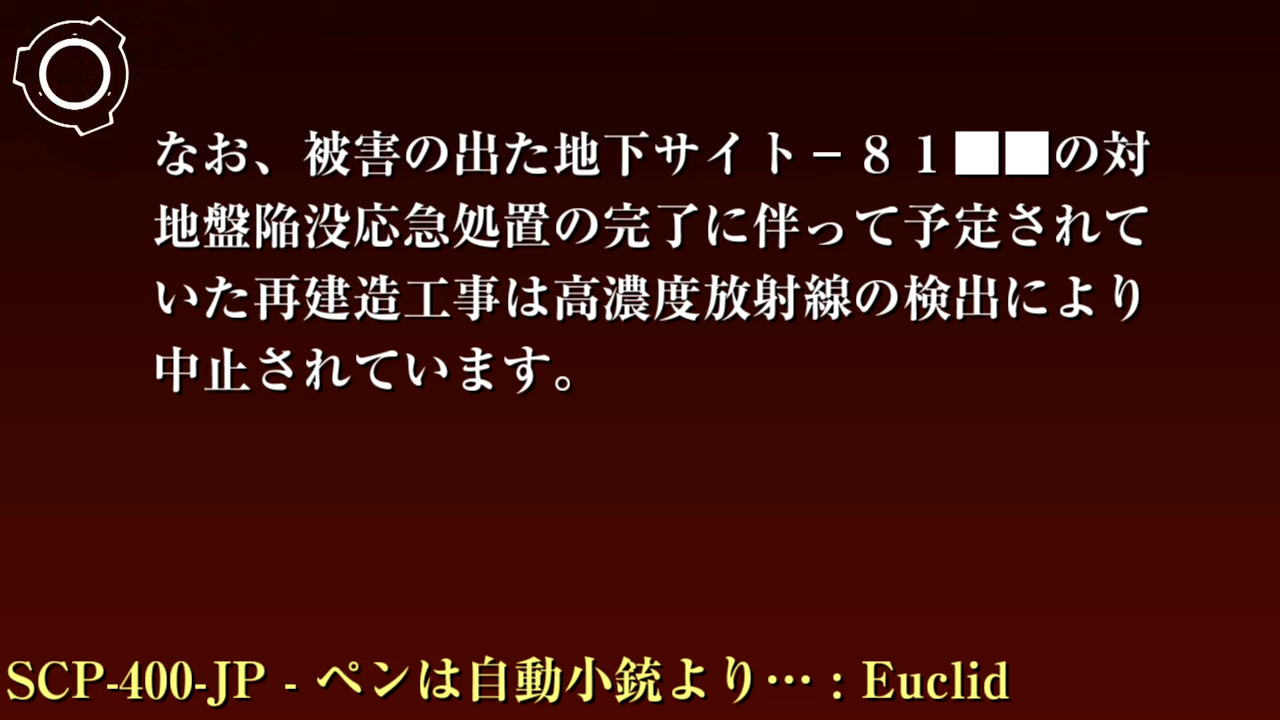 なお、被害の出た地下サイト－８１██の対
地盤陥没応急処置の完了に伴って予定されて
いた再建造工事は高濃度放射線の検出により
中止されています。
SCP-400-JP - ペンは自動小銃より… : Euclid